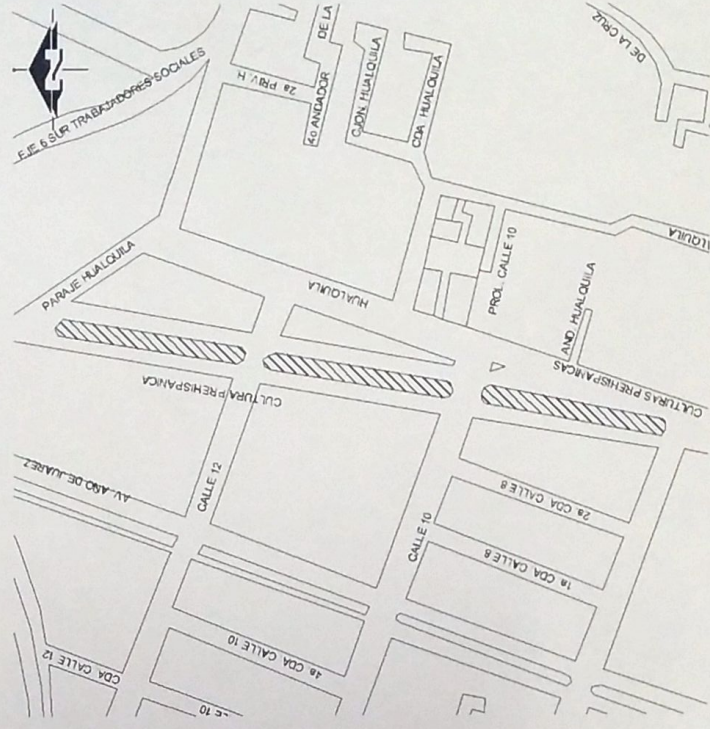 N
EJE 6 SUR TRABAJADORES SOCIALES
2a PRIV. H.
4o ANDADOR
DE LA
CJON. HUALQUILA
CDA. HUALQUILA
DE LA CRUZ
PARAJE HUALQUILA
HUALQUILA
PROL. CALLE 10
AND. HUALQUILA
CULTURA PREHISPANICA
CULTURAS PREHISPANICAS
AV. AÑO DE JUAREZ
CALLE 12
CALLE 10
2a CDA CALLE 8
1a CDA CALLE 8
4a CDA CALLE 10
CDA CALLE 12
LE 10